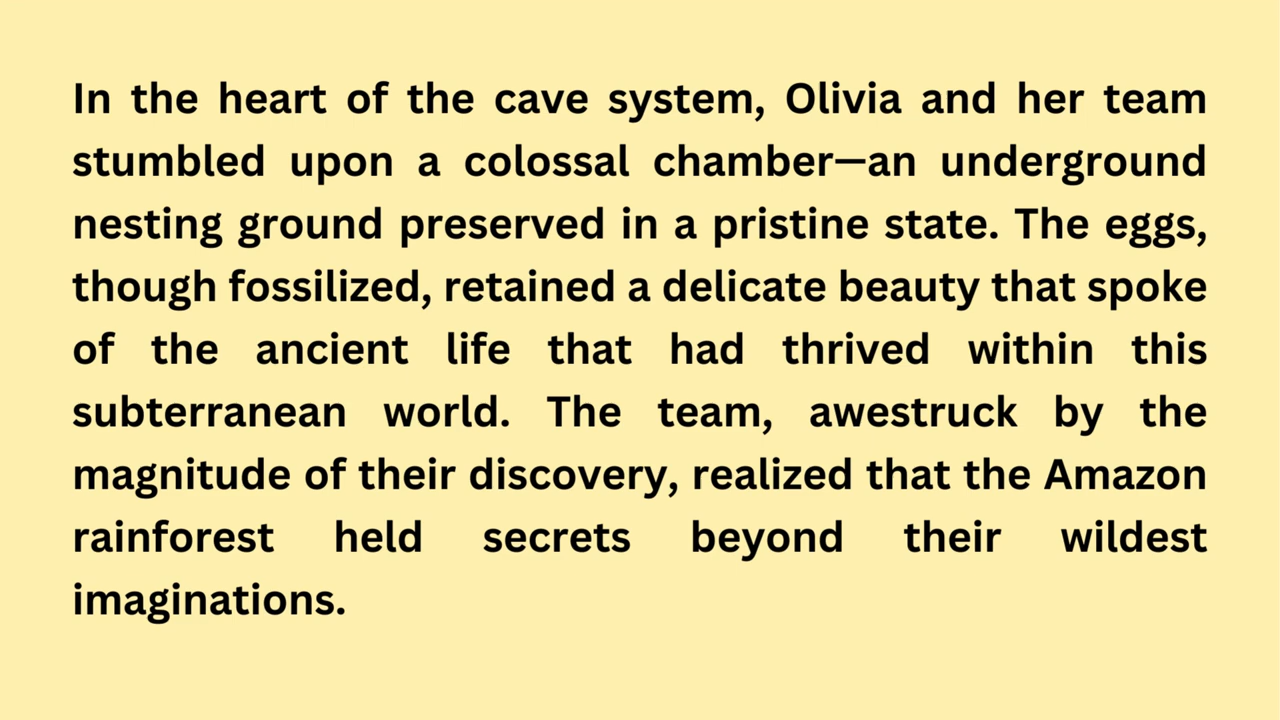 In the heart of the cave system, Olivia and her team
stumbled upon a colossal chamber—an underground
nesting ground preserved in a pristine state. The eggs,
though fossilized, retained a delicate beauty that spoke
of the ancient life that had thrived within this
subterranean world. The team, awestruck by the
magnitude of their discovery, realized that the Amazon
rainforest held secrets beyond their wildest
imaginations.